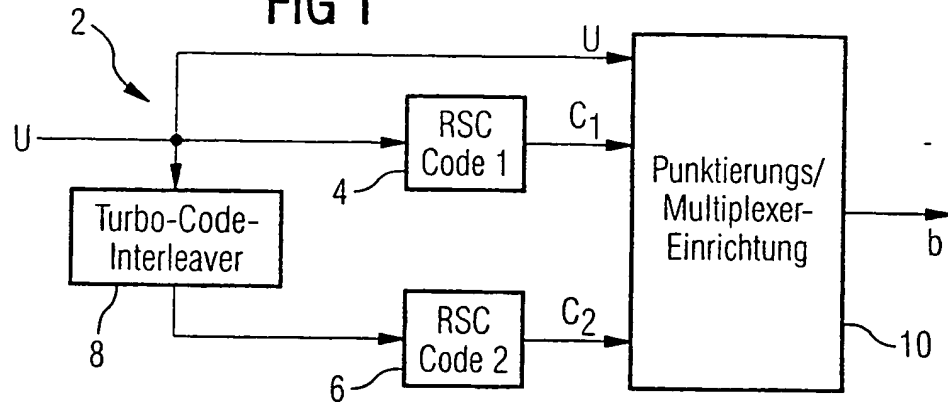 FIG 1
2
U
U
RSC
Code 1
C1
4
Punktierungs/
Multiplexer-
Einrichtung
b
Turbo-Code-
Interleaver
8
RSC
Code 2
C2
6
10